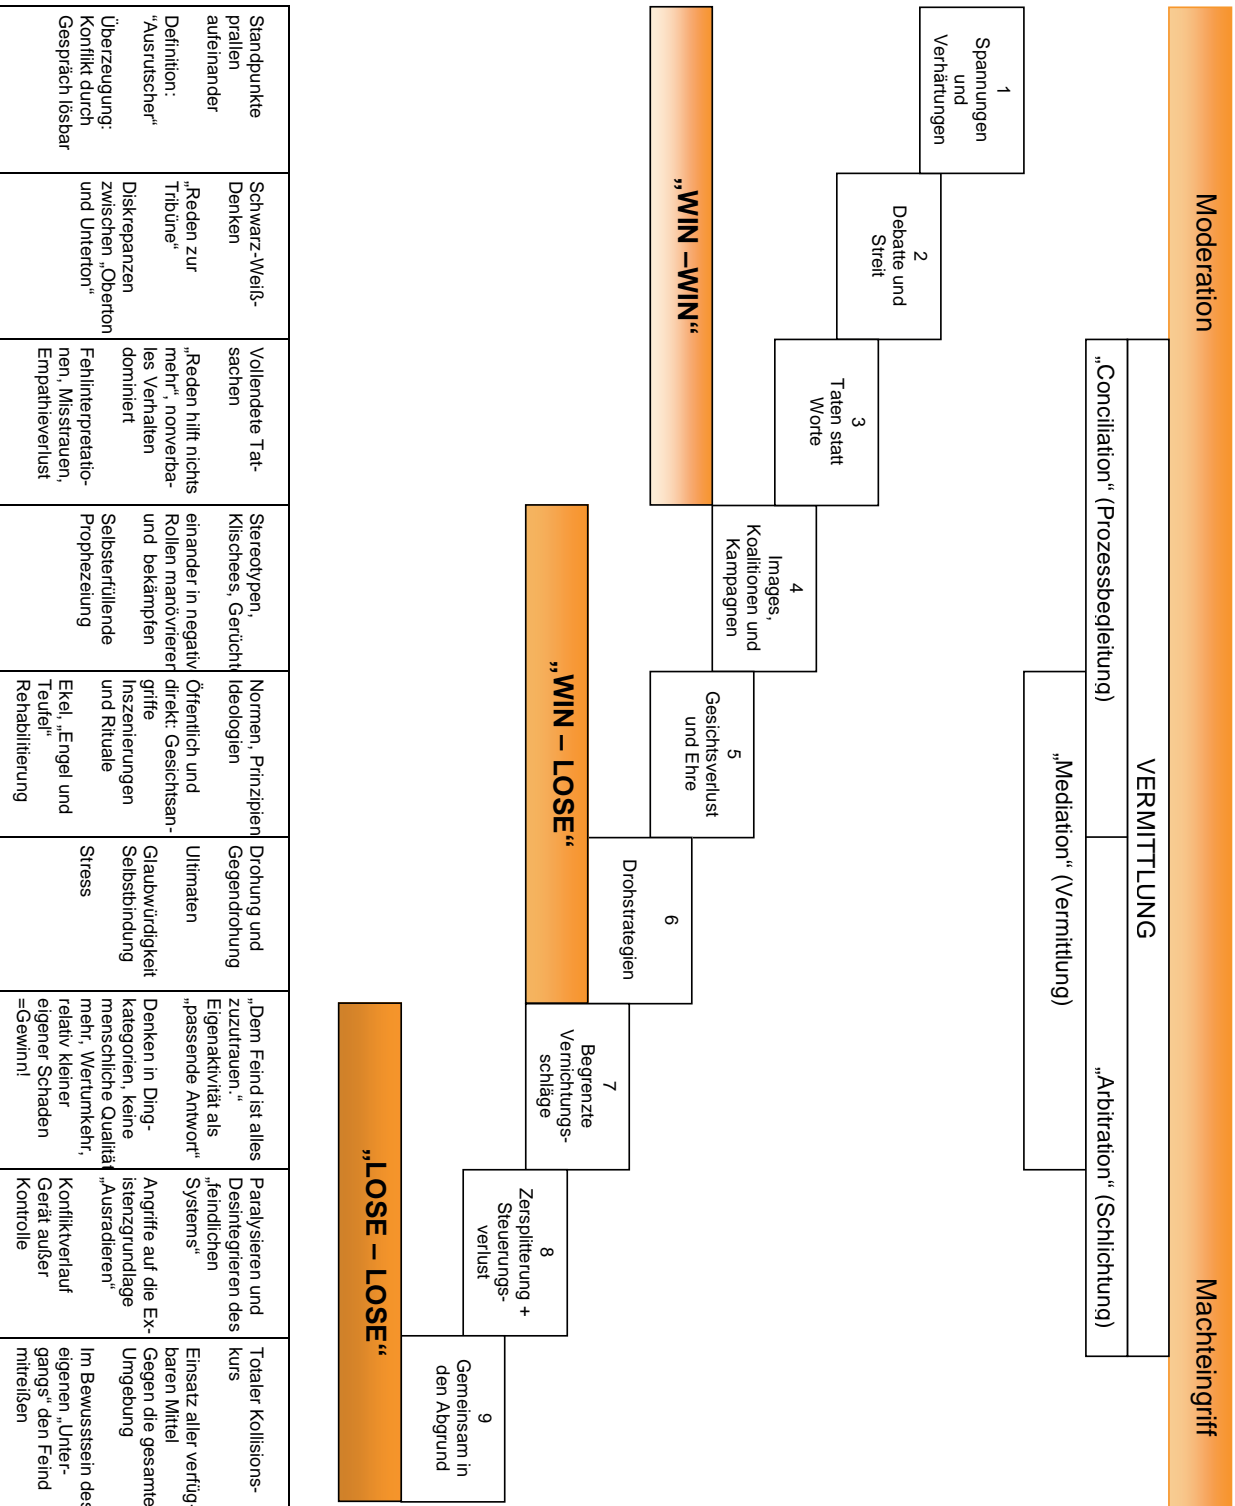 Moderation
Machteingriff
VERMITTLUNG
„Conciliation“ (Prozessbegleitung)
„Arbitration“ (Schlichtung)
„Mediation“ (Vermittlung)
1
Spannungen
und
Verhärtungen
2
Debatte und
Streit
3
Taten statt
Worte
4
Images,
Koalitionen und
Kampagnen
5
Gesichtsverlust
und Ehre
6
Drohstrategien
7
Begrenzte
Vernichtungs-
schläge
8
Zersplitterung +
Steuerungs-
verlust
9
Gemeinsam in
den Abgrund
„WIN –WIN“
„WIN – LOSE“
„LOSE – LOSE“
Standpunkte
prallen
aufeinander
Definition:
“Ausrutscher“
Überzeugung:
Konflikt durch
Gespräch lösbar
Schwarz-Weiß-
Denken
„Reden zur
Tribüne“
Diskrepanzen
zwischen „Oberton
und Unterton“
Vollendete Tat-
sachen
„Reden hilft nichts
mehr“, nonverba-
les Verhalten
dominiert
Fehlinterpretatio-
nen, Misstrauen,
Empathieverlust
Stereotypen,
Klischees, Gerüchte
einander in negativ
Rollen manövrieren
und bekämpfen
Selbsterfüllende
Prophezeiung
Normen, Prinzipien
Ideologien
Öffentlich und
direkt: Gesichtsan-
griffe
Inszenierungen
und Rituale
Ekel, „Engel und
Teufel“
Rehabilitierung
Drohung und
Gegendrohung
Ultimaten
Glaubwürdigkeit
Selbstbindung
Stress
„Dem Feind ist alles
zuzutrauen.“
Eigenaktivität als
„passende Antwort“
Denken in Ding-
kategorien, keine
menschliche Qualität
mehr, Wertumkehr,
relativ kleiner
eigener Schaden
=Gewinn!
Paralysieren und
Desintegrieren des
„feindlichen
Systems“
Angriffe auf die Ex-
istenzgrundlage
„Ausradieren“
Konfliktverlauf
Gerät außer
Kontrolle
Totaler Kollisions-
kurs
Einsatz aller verfüg-
baren Mittel
Gegen die gesamte
Umgebung
Im Bewusstsein des
eigenen „Unter-
gangs“ den Feind
mitreißen